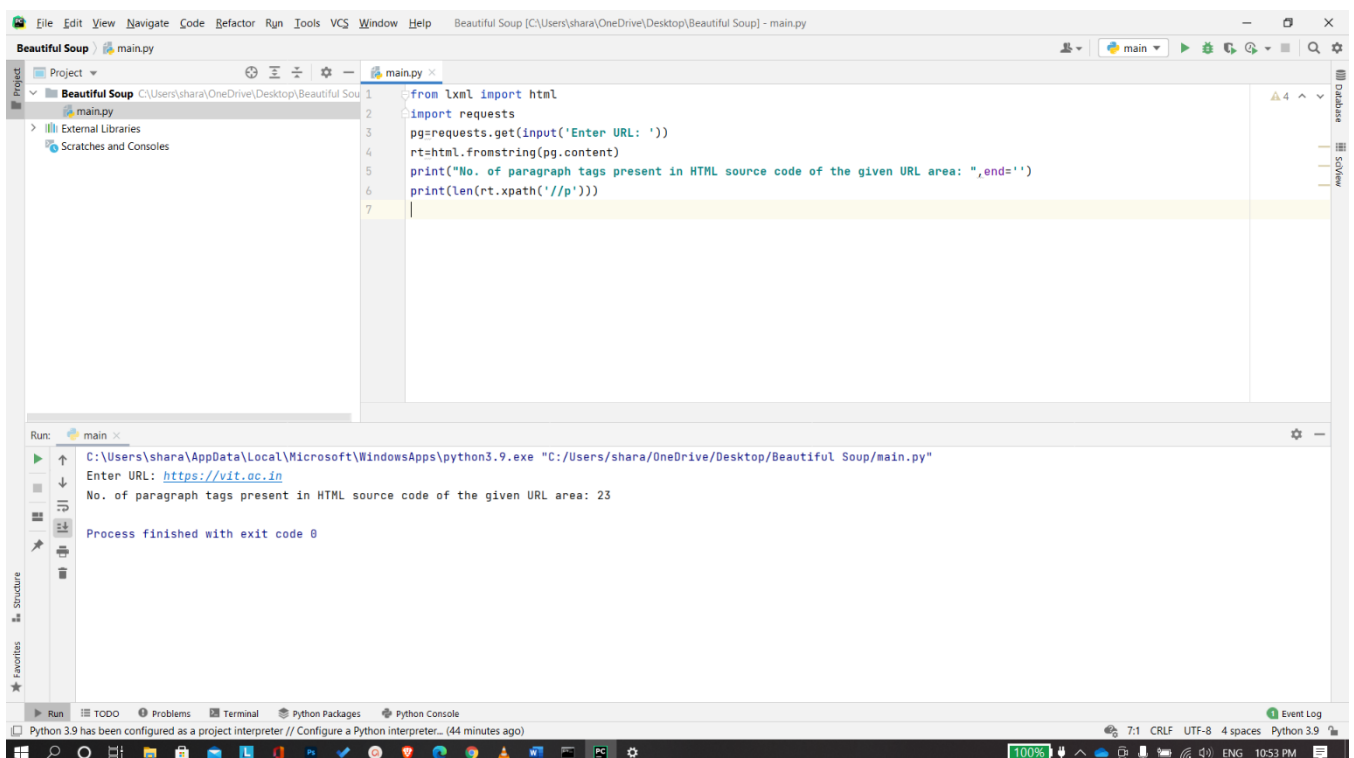 File Edit View Navigate Code Refactor Run Tools VCS Window Help Beautiful Soup [C:\Users\shara\OneDrive\Desktop\Beautiful Soup] - main.py
Beautiful Soup main.py main
Project
main.py
Project
Beautiful Soup C:\Users\shara\OneDrive\Desktop\Beautiful Sou
main.py
External Libraries
Scratches and Consoles
1 from lxml import html
2 import requests
3 pg=requests.get(input('Enter URL: '))
4 rt=html.fromstring(pg.content)
5 print("No. of paragraph tags present in HTML source code of the given URL area: ",end='')
6 print(len(rt.xpath('//p')))
7
4
Database
SciView
Run: main
C:\Users\shara\AppData\Local\Microsoft\WindowsApps\python3.9.exe "C:/Users/shara/OneDrive/Desktop/Beautiful Soup/main.py"
Enter URL: https://vit.ac.in
No. of paragraph tags present in HTML source code of the given URL area: 23
Process finished with exit code 0
Structure
Favorites
Run TODO Problems Terminal Python Packages Python Console 1 Event Log
Python 3.9 has been configured as a project interpreter // Configure a Python interpreter... (44 minutes ago) 7:1 CRLF UTF-8 4 spaces Python 3.9
100% ENG 10:53 PM